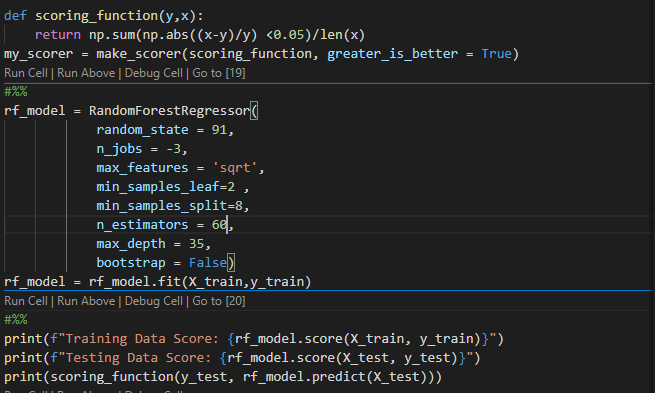 def scoring_function(y,x):
    return np.sum(np.abs((x-y)/y) <0.05)/len(x)
my_scorer = make_scorer(scoring_function, greater_is_better = True)
Run Cell | Run Above | Debug Cell | Go to [19]
#%%
rf_model = RandomForestRegressor(
            random_state = 91,
            n_jobs = -3,
            max_features = 'sqrt',
            min_samples_leaf=2 ,
            min_samples_split=8,
            n_estimators = 60,
            max_depth = 35,
            bootstrap = False)
rf_model = rf_model.fit(X_train,y_train)
Run Cell | Run Above | Debug Cell | Go to [20]
#%%
print(f"Training Data Score: {rf_model.score(X_train, y_train)}")
print(f"Testing Data Score: {rf_model.score(X_test, y_test)}")
print(scoring_function(y_test, rf_model.predict(X_test)))